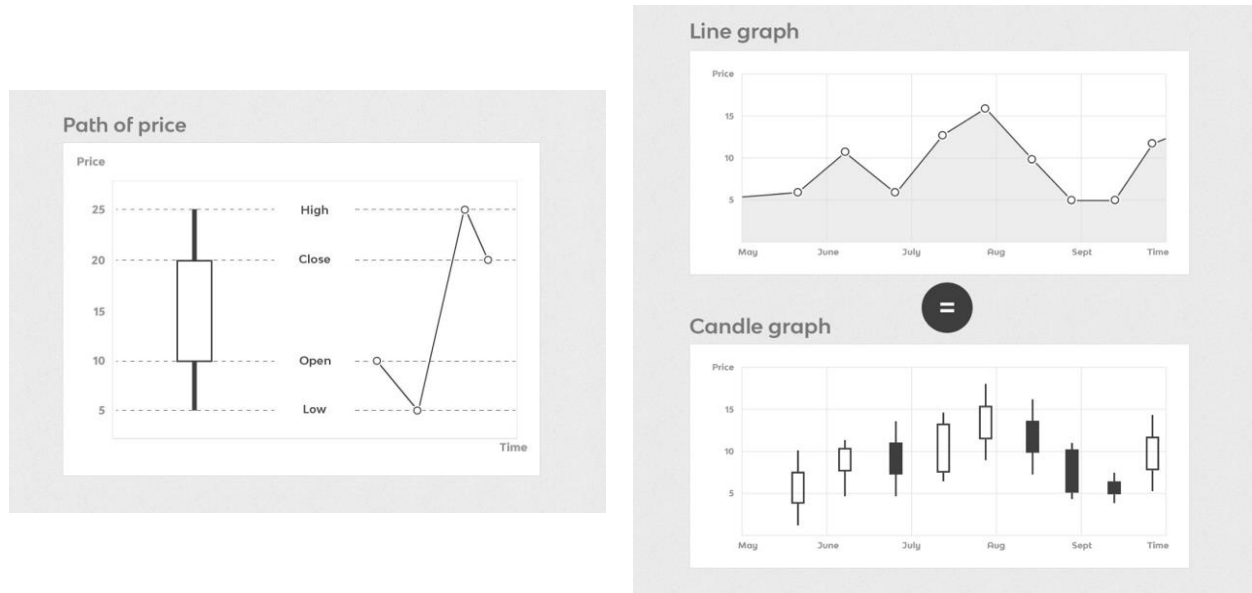 Path of price
Price
25
High
20
Close
15
10
Open
5
Low
Time
Line graph
Price
15
10
5
May June July Aug Sept Time
=
Candle graph
Price
15
10
5
May June July Aug Sept Time